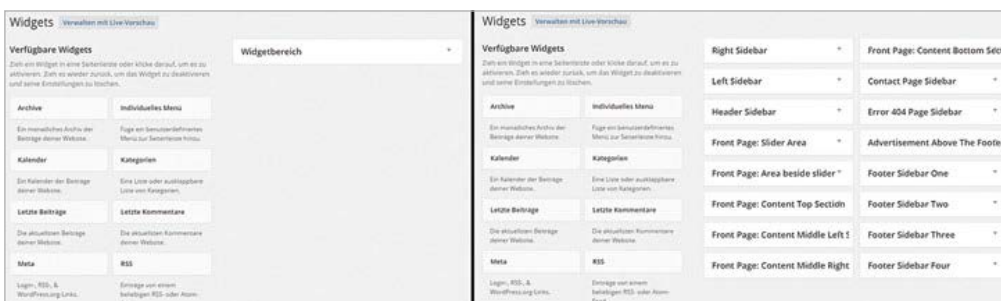 Widgets Verwalten mit Live-Vorschau
Verfügbare Widgets
Zieh ein Widget in eine Seitenleiste oder klicke darauf, um es zu
aktivieren. Zieh es wieder zurück, um das Widget zu deaktivieren
und seine Einstellungen zu löschen.
Archive
Individuelles Menü
Ein monatliches Archiv der
Beiträge deiner Website.
Füge ein benutzerdefiniertes
Menü zur Seitenleiste hinzu.
Kalender
Kategorien
Ein Kalender der Beiträge
deiner Website.
Eine Liste oder ausklappbare
Liste von Kategorien.
Letzte Beiträge
Letzte Kommentare
Die aktuellsten Beiträge
deiner Website.
Die aktuellsten Kommentare
deiner Website.
Meta
RSS
Login-, RSS-, &
WordPress.org-Links.
Einträge von einem
beliebigen RSS- oder Atom-
Widgetbereich
Widgets Verwalten mit Live-Vorschau
Verfügbare Widgets
Zieh ein Widget in eine Seitenleiste oder klicke darauf, um es zu
aktivieren. Zieh es wieder zurück, um das Widget zu deaktivieren
und seine Einstellungen zu löschen.
Archive
Individuelles Menü
Ein monatliches Archiv der
Beiträge deiner Website.
Füge ein benutzerdefiniertes
Menü zur Seitenleiste hinzu.
Kalender
Kategorien
Ein Kalender der Beiträge
deiner Website.
Eine Liste oder ausklappbare
Liste von Kategorien.
Letzte Beiträge
Letzte Kommentare
Die aktuellsten Beiträge
deiner Website.
Die aktuellsten Kommentare
deiner Website.
Meta
RSS
Login-, RSS-, &
WordPress.org-Links.
Einträge von einem
beliebigen RSS- oder Atom-
Right Sidebar
Left Sidebar
Header Sidebar
Front Page: Slider Area
Front Page: Area beside slider
Front Page: Content Top Section
Front Page: Content Middle Left S
Front Page: Content Middle Right
Front Page: Content Bottom Sect
Contact Page Sidebar
Error 404 Page Sidebar
Advertisement Above The Foote
Footer Sidebar One
Footer Sidebar Two
Footer Sidebar Three
Footer Sidebar Four